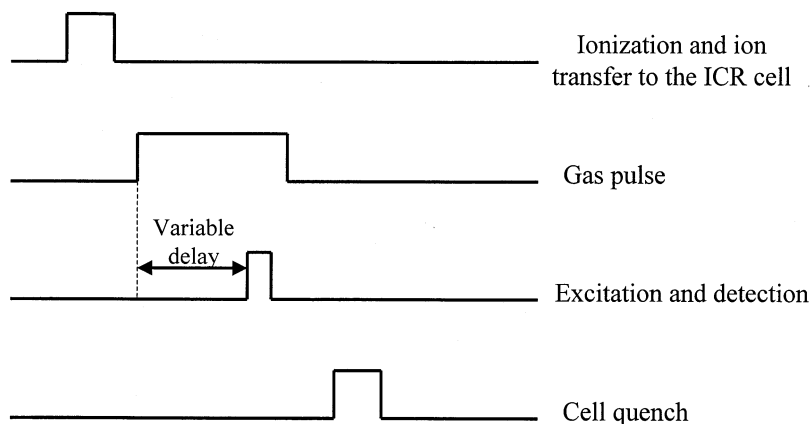 Ionization and ion
transfer to the ICR cell
Gas pulse
Variable
delay
Excitation and detection
Cell quench